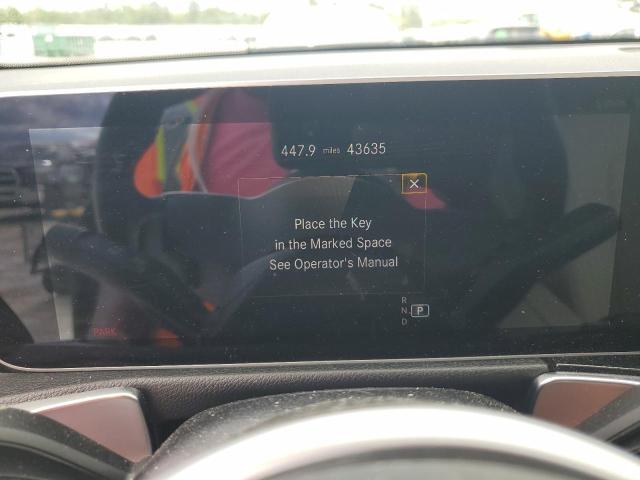 447.9 miles 43635
Place the Key
in the Marked Space
See Operator's Manual
R
N
P
D
PARK